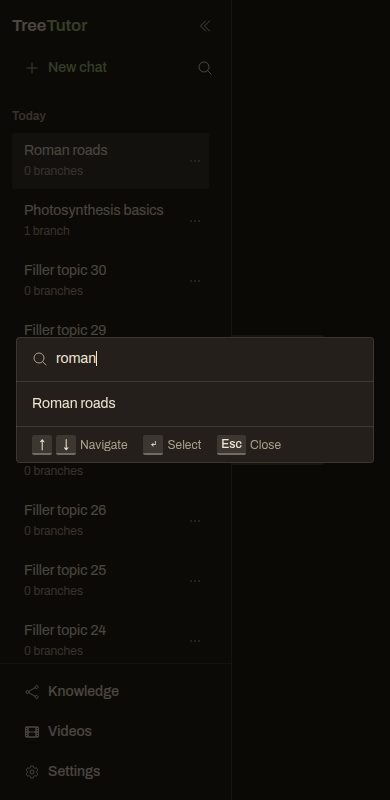 TreeTutor
New chat
Today
Roman roads
0 branches
Photosynthesis basics
1 branch
Filler topic 30
0 branches
Filler topic 29
roman
Roman roads
↑ ↓ Navigate ↵ Select Esc Close
0 branches
Filler topic 26
0 branches
Filler topic 25
0 branches
Filler topic 24
0 branches
Knowledge
Videos
Settings